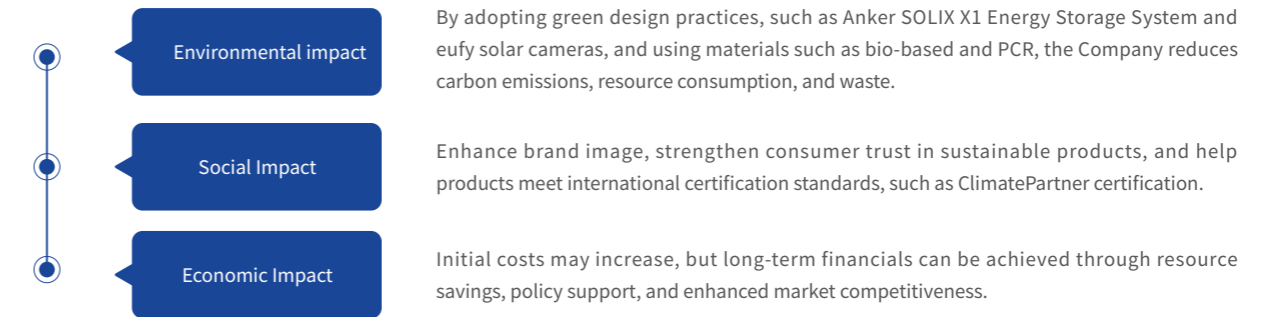 Environmental impact
By adopting green design practices, such as Anker SOLIX X1 Energy Storage System and
eufy solar cameras, and using materials such as bio-based and PCR, the Company reduces
carbon emissions, resource consumption, and waste.
Social Impact
Enhance brand image, strengthen consumer trust in sustainable products, and help
products meet international certification standards, such as ClimatePartner certification.
Economic Impact
Initial costs may increase, but long-term financials can be achieved through resource
savings, policy support, and enhanced market competitiveness.